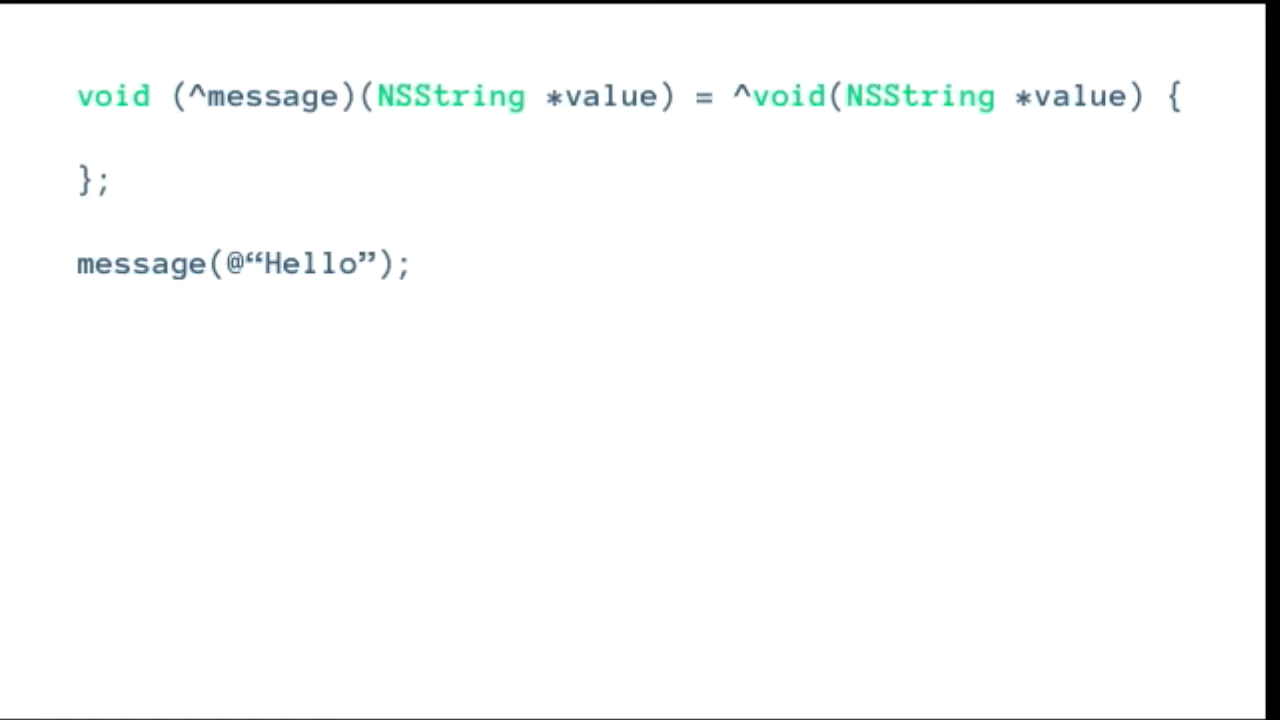 void (^message)(NSString *value) = ^void(NSString *value) {
};
message(@“Hello”);